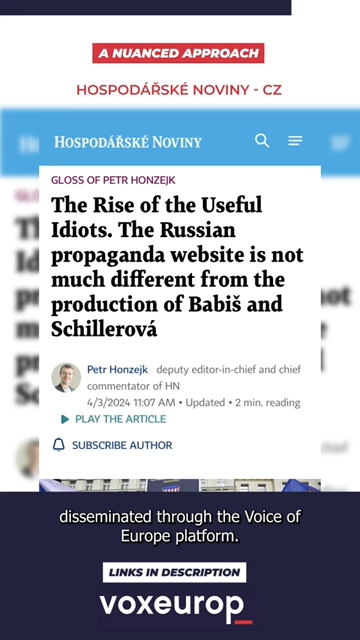 A NUANCED APPROACH
HOSPODÁŘSKÉ NOVINY - CZ
HOSPODÁŘSKÉ NOVINY
GLOSS OF PETR HONZEJK
The Rise of the Useful
Idiots. The Russian
propaganda website is not
much different from the
production of Babiš and
Schillerová
Petr Honzejk deputy editor-in-chief and chief
commentator of HN
4/3/2024 11:07 AM • Updated • 2 min. reading
PLAY THE ARTICLE
SUBSCRIBE AUTHOR
disseminated through the Voice of
Europe platform.
LINKS IN DESCRIPTION
voxeurop_